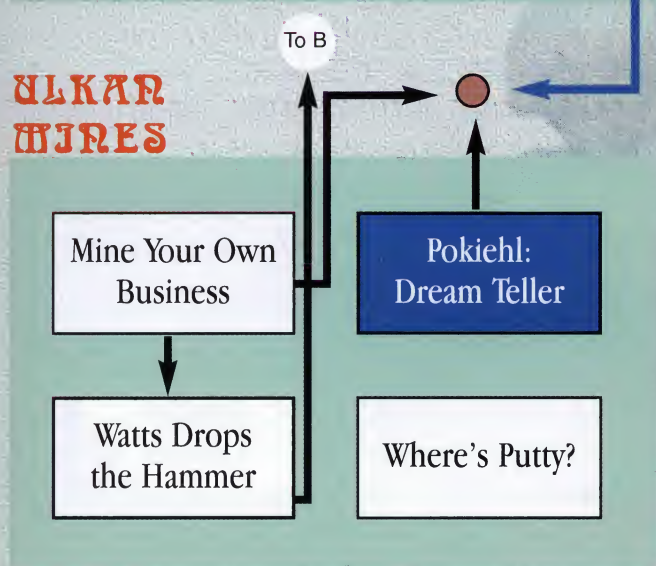 To B
ULKAN
MINES
Mine Your Own
Business
Pokiehl:
Dream Teller
Watts Drops
the Hammer
Where's Putty?